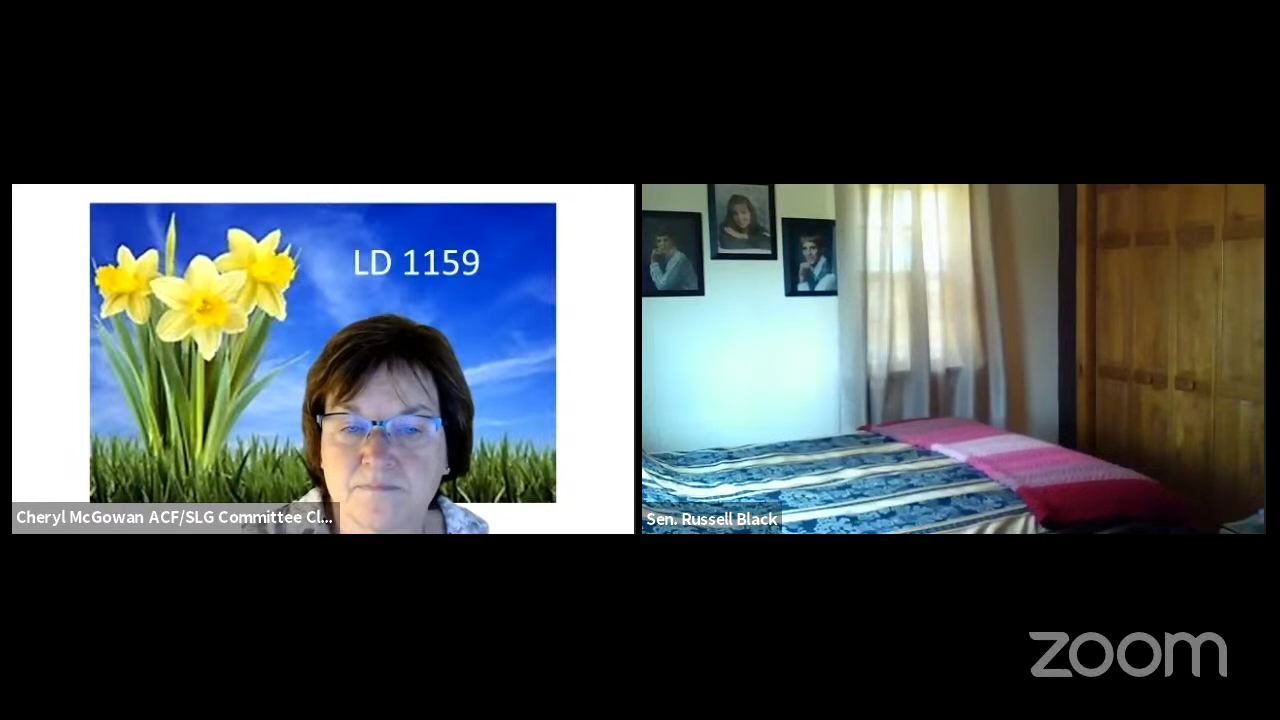 LD 1159
Cheryl McGowan ACF/SLG Committee Cl...
Sen. Russell Black
zoom